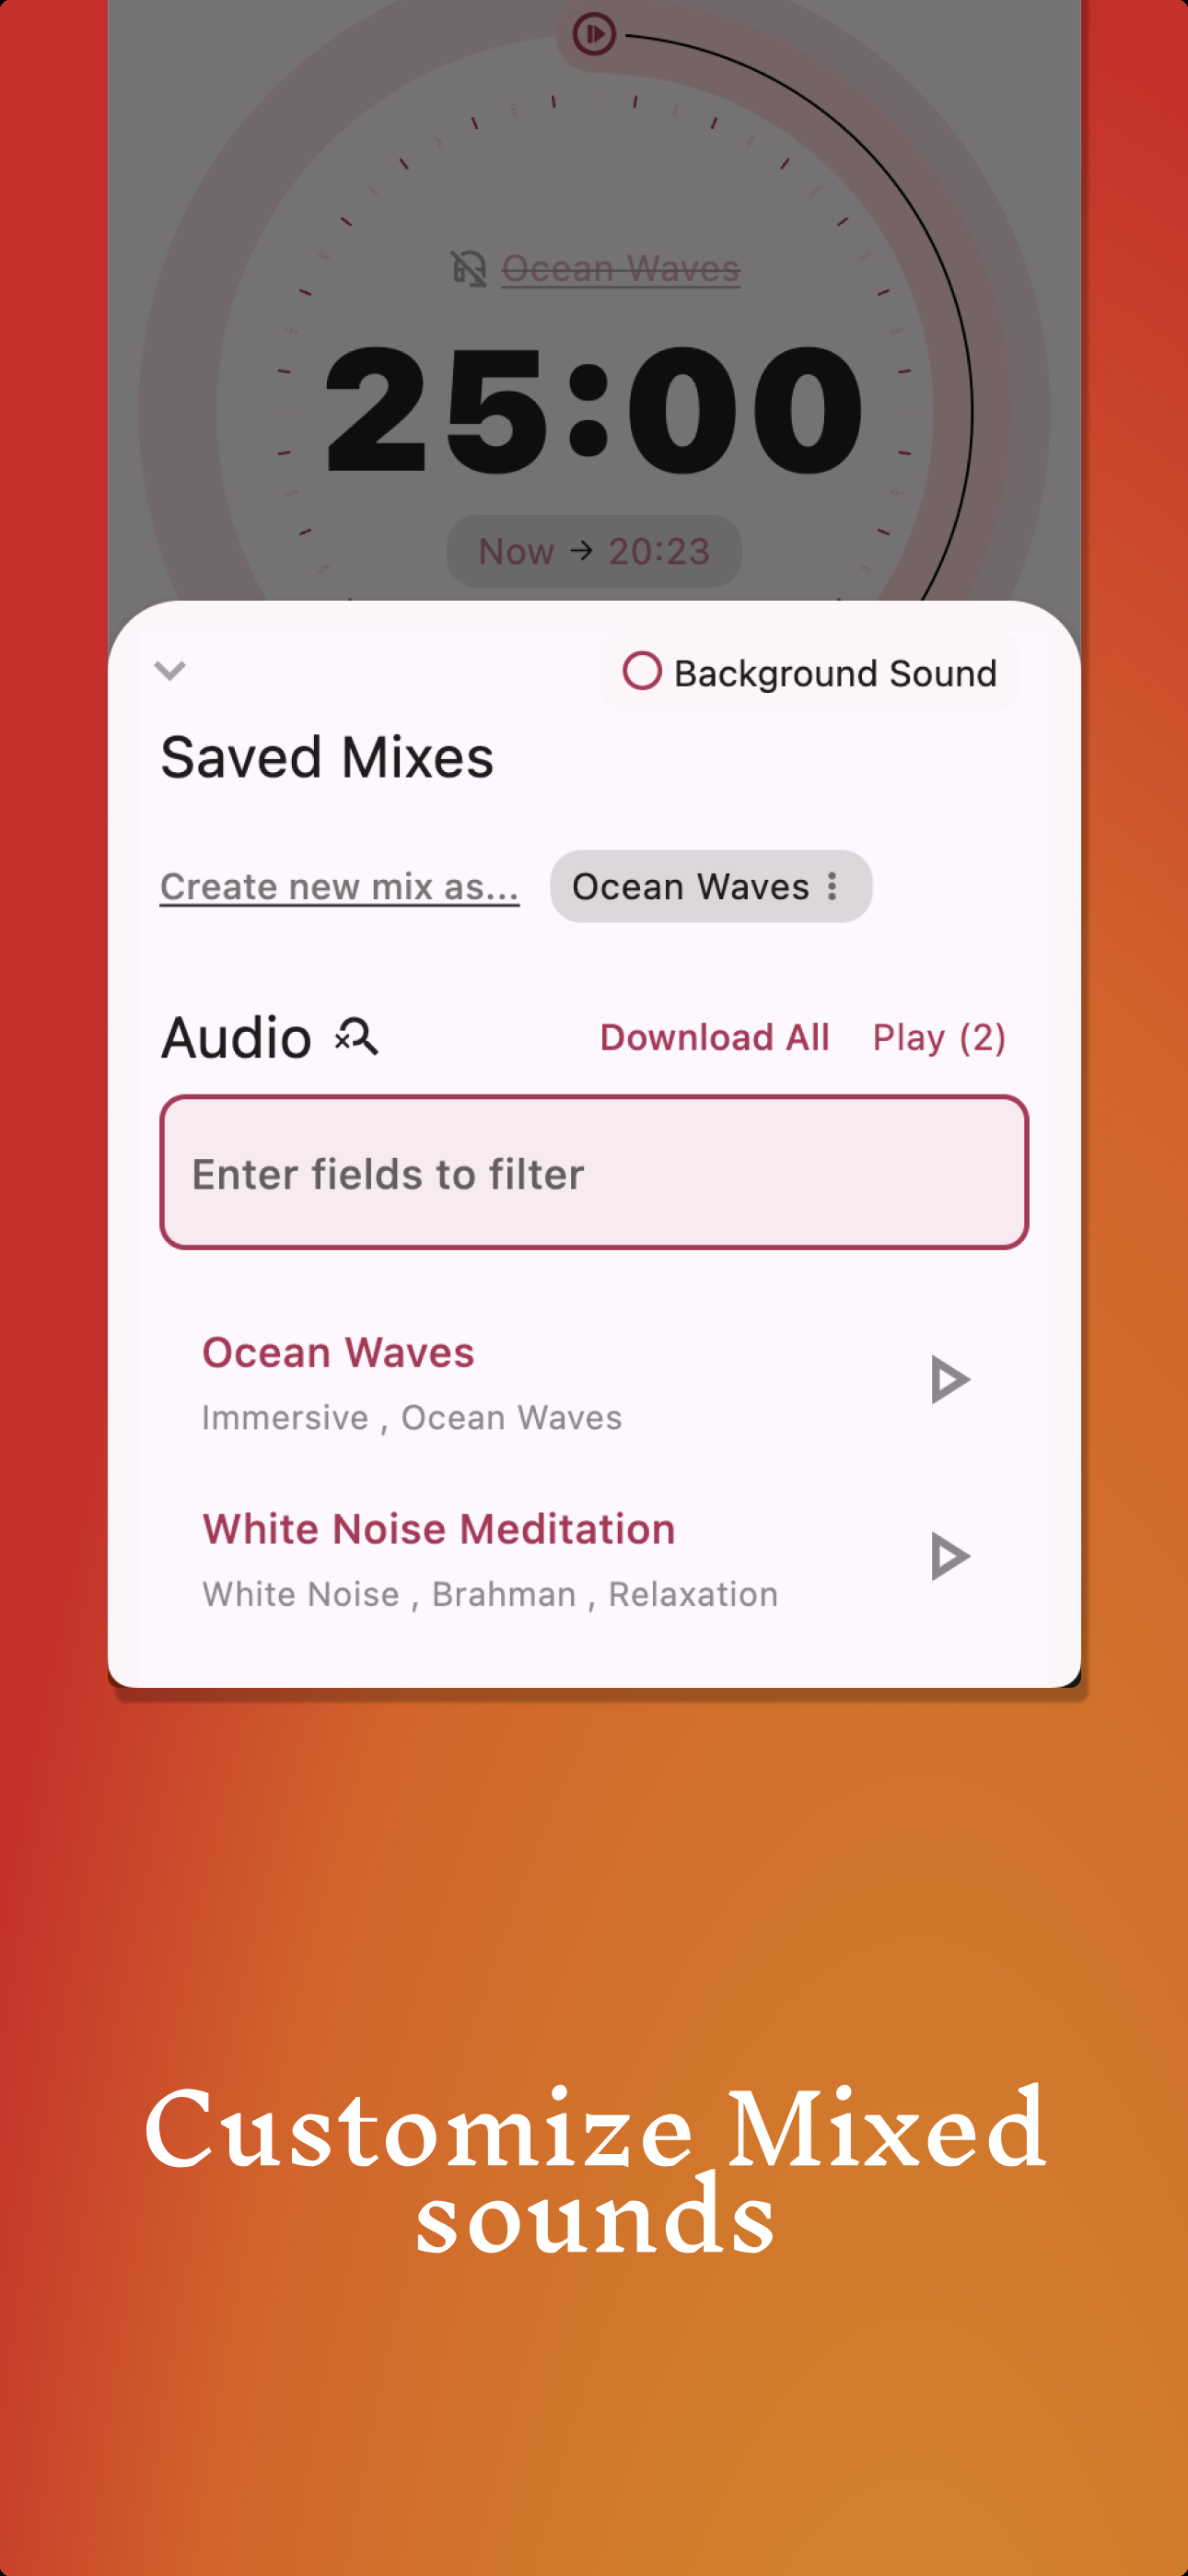 Ocean Waves
25:00
Now → 20:23
Background Sound
Saved Mixes
Create new mix as...
Ocean Waves
Audio
Download All
Play (2)
Enter fields to filter
Ocean Waves
Immersive , Ocean Waves
White Noise Meditation
White Noise , Brahman , Relaxation
Customize Mixed
sounds